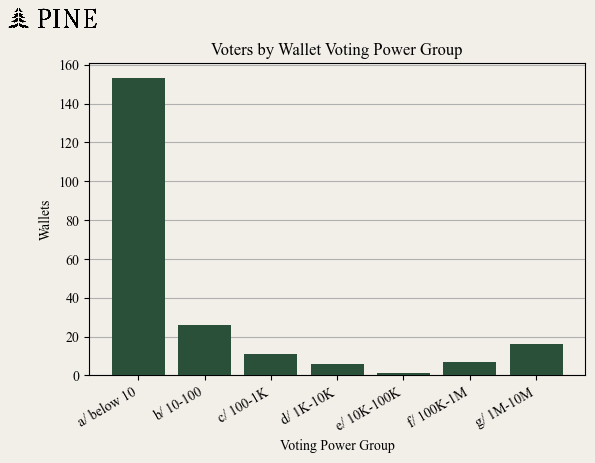 PINE
Voters by Wallet Voting Power Group
Wallets
160
140
120
100
80
60
40
20
0
a/ below 10
b/ 10-100
c/ 100-1K
d/ 1K-10K
e/ 10K-100K
f/ 100K-1M
g/ 1M-10M
Voting Power Group